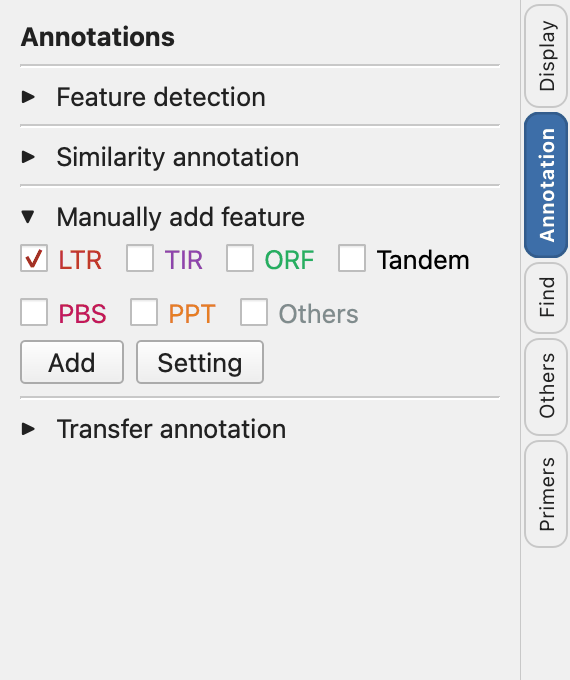 Annotations
Feature detection
Similarity annotation
Manually add feature
LTR TIR ORF Tandem
PBS PPT Others
Add Setting
Transfer annotation
Display
Annotation
Find
Others
Primers